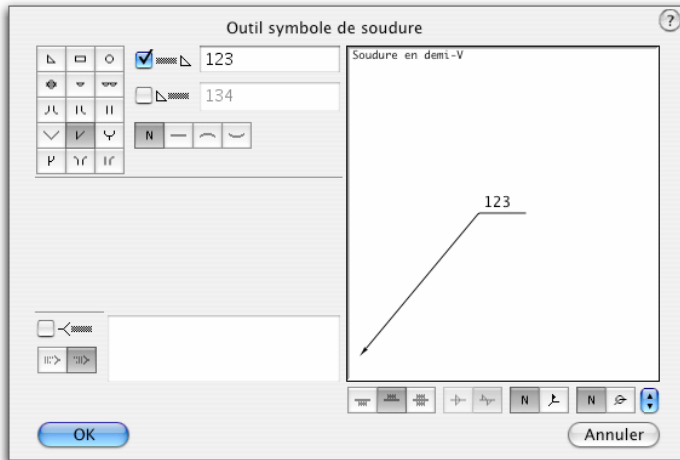 Outil symbole de soudure
?
123
134
N
Soudure en demi-V
123
N
N
OK
Annuler